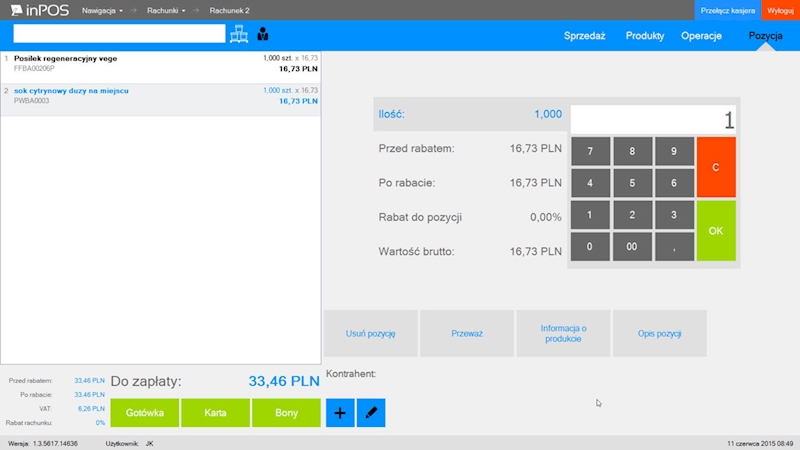 inPOS Nawigacja Rachunki Rachunek 2 Przełącz kasjera Wyloguj
Sprzedaż Produkty Operacje Pozycja
1 Posilek regeneracyjny vege 1,000 szt. x 16,73
FFBA00206P 16,73 PLN
2 sok cytrynowy duzy na miejscu 1,000 szt. x 16,73
PWBA0003 16,73 PLN
Ilość: 1,000
1
Przed rabatem: 16,73 PLN
Po rabacie: 16,73 PLN
Rabat do pozycji 0,00%
Wartość brutto: 16,73 PLN
7 8 9 C
4 5 6
1 2 3 OK
0 00 ,
Usuń pozycję Przeważ Informacja o produkcie Opis pozycji
Przed rabatem: 33,46 PLN
Po rabacie: 33,46 PLN
VAT: 6,26 PLN
Rabat rachunku: 0%
Do zapłaty: 33,46 PLN
Kontrahent:
Gotówka Karta Bony +
Wersja: 1.3.5617.14636 Użytkownik: JK 11 czerwca 2015 08:49